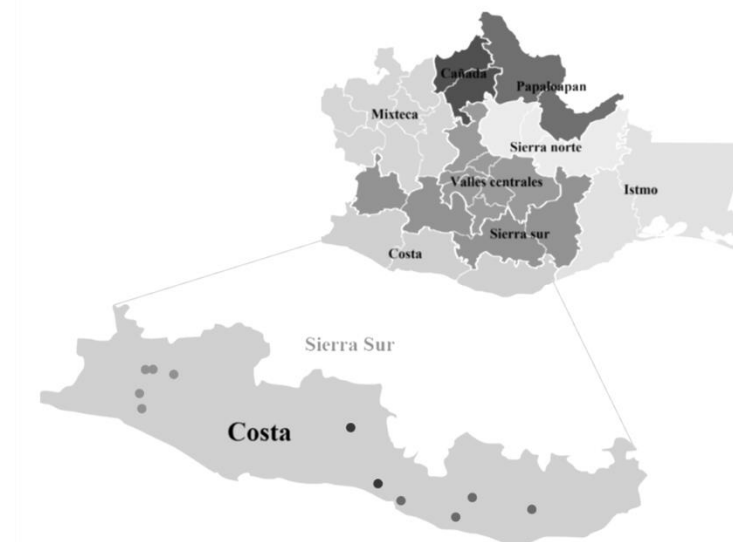 Cañada
Papaloapan
Mixteca
Sierra norte
Valles centrales
Istmo
Sierra sur
Costa
Sierra Sur
Costa